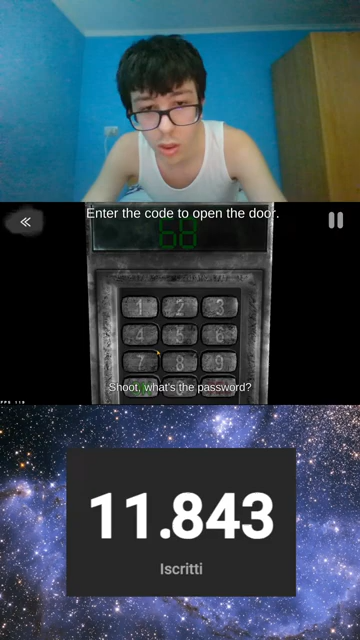 Enter the code to open the door.
68
1 2 3
4 5 6
7 8 9
Shoot, what's the password?
11.843
Iscritti